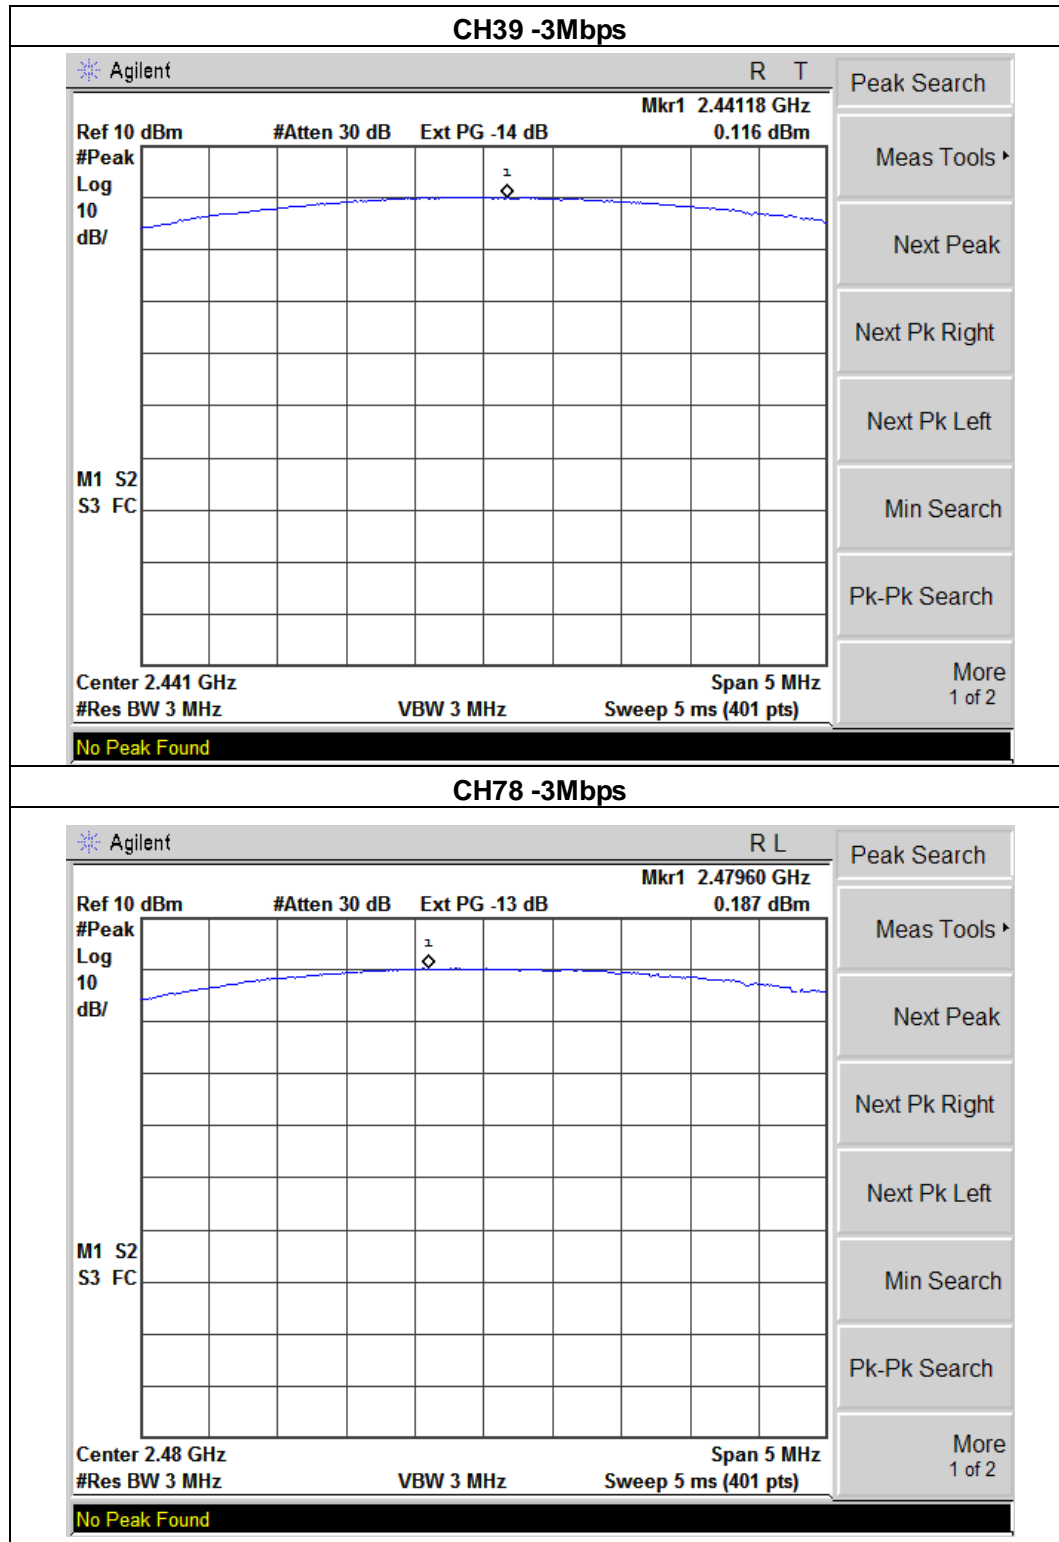 CH39 -3Mbps
Agilent R T
Peak Search
Mkr1 2.44118 GHz
Ref 10 dBm #Atten 30 dB Ext PG -14 dB 0.116 dBm
#Peak
Log
10
dB/
1
Meas Tools
Next Peak
Next Pk Right
Next Pk Left
M1 S2
S3 FC
Min Search
Pk-Pk Search
Center 2.441 GHz Span 5 MHz
#Res BW 3 MHz VBW 3 MHz Sweep 5 ms (401 pts)
More
1 of 2
No Peak Found
CH78 -3Mbps
Agilent R L
Peak Search
Mkr1 2.47960 GHz
Ref 10 dBm #Atten 30 dB Ext PG -13 dB 0.187 dBm
#Peak
Log
10
dB/
1
Meas Tools
Next Peak
Next Pk Right
Next Pk Left
M1 S2
S3 FC
Min Search
Pk-Pk Search
Center 2.48 GHz Span 5 MHz
#Res BW 3 MHz VBW 3 MHz Sweep 5 ms (401 pts)
More
1 of 2
No Peak Found